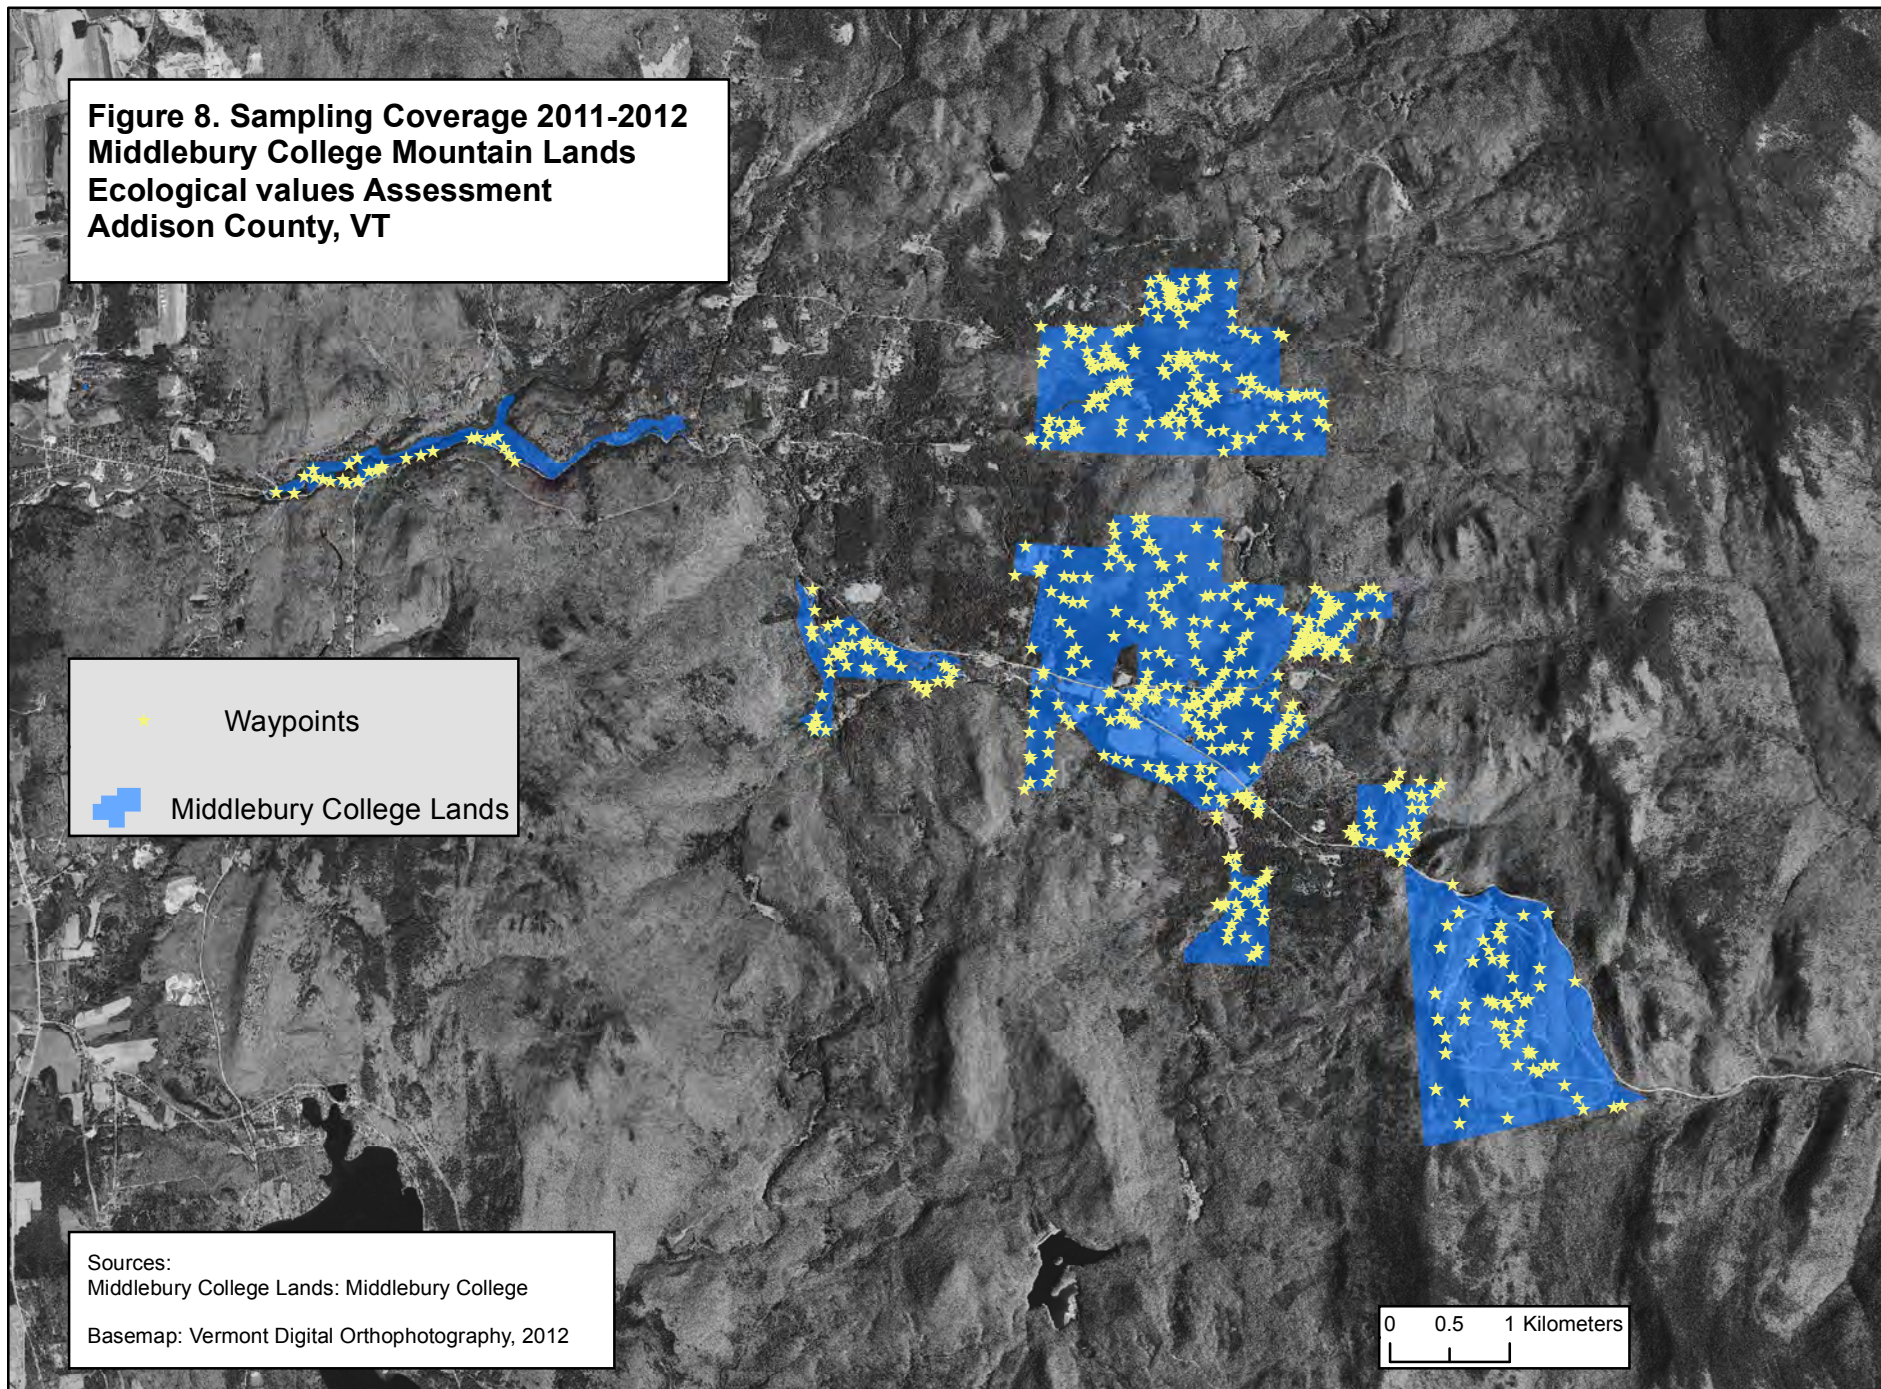 Figure 8. Sampling Coverage 2011-2012
Middlebury College Mountain Lands
Ecological values Assessment
Addison County, VT
Waypoints
Middlebury College Lands
Sources:
Middlebury College Lands: Middlebury College
Basemap: Vermont Digital Orthophotography, 2012
0 0.5 1 Kilometers